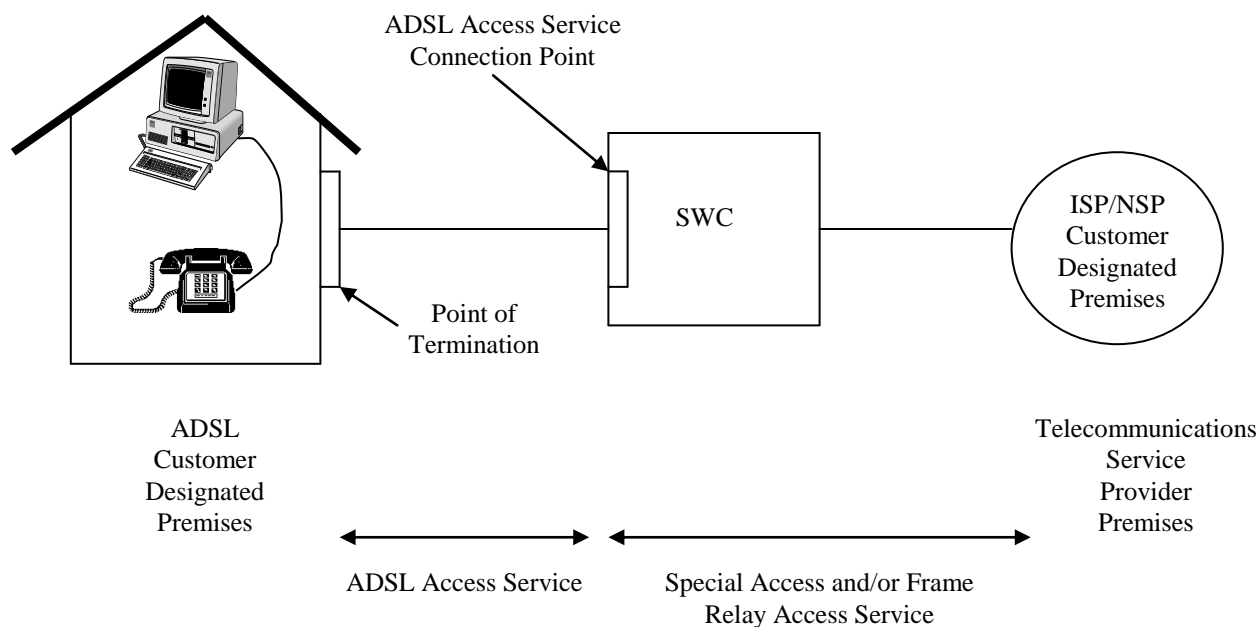 ADSL Access Service
Connection Point
SWC
ISP/NSP
Customer
Designated
Premises
Point of
Termination
ADSL
Customer
Designated
Premises
Telecommunications
Service
Provider
Premises
ADSL Access Service
Special Access and/or Frame
Relay Access Service